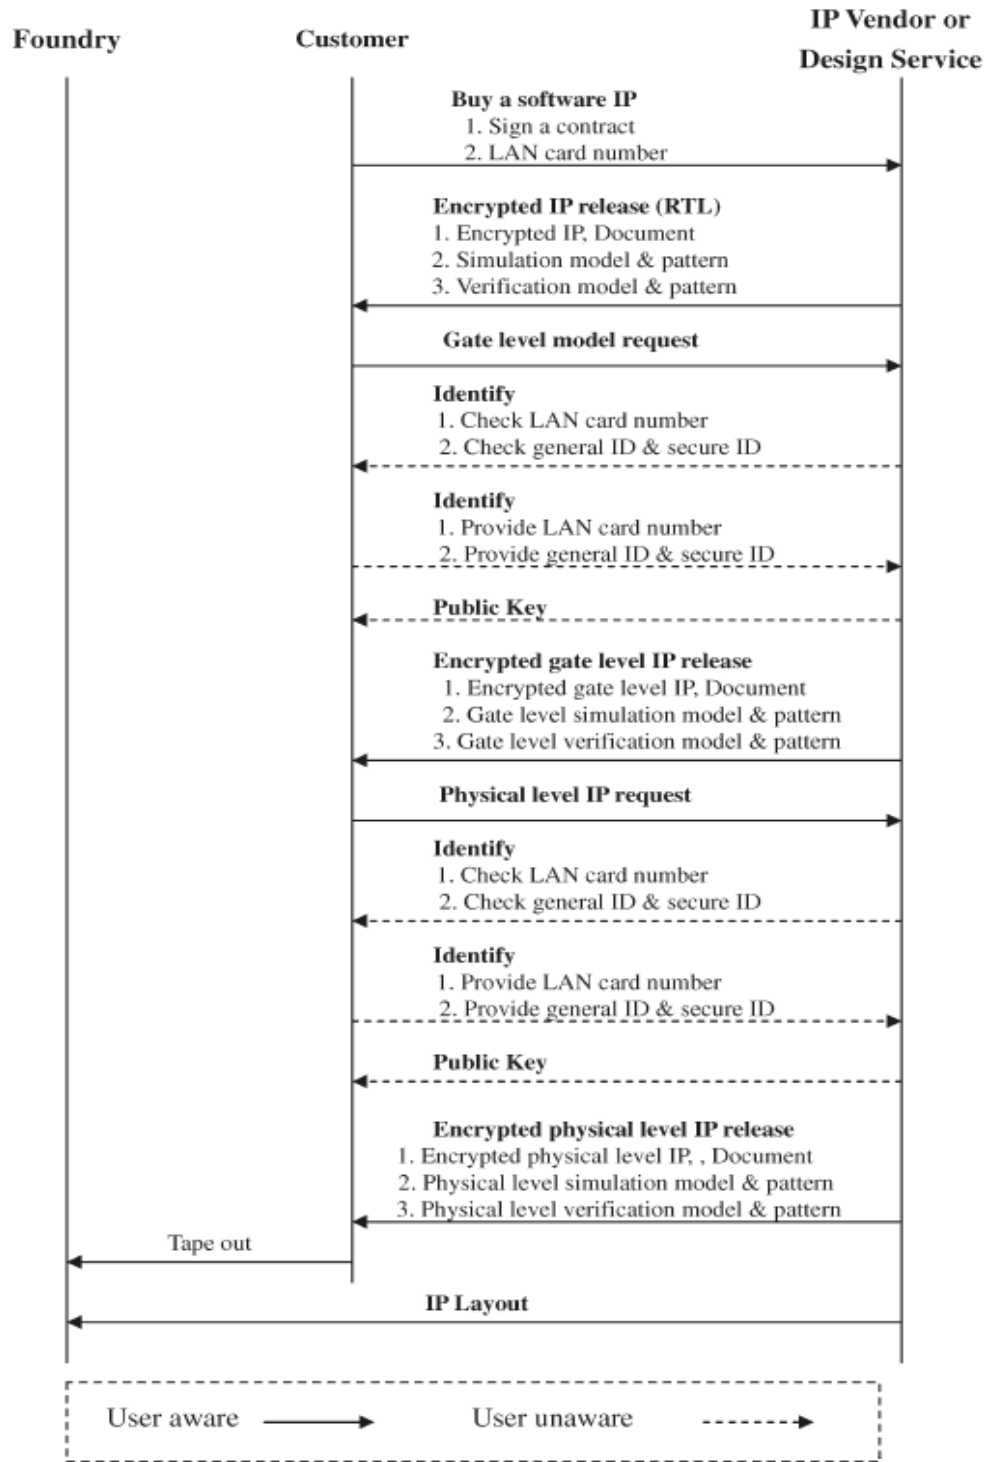 Foundry
Customer
IP Vendor or
Design Service
Buy a software IP
1. Sign a contract
2. LAN card number
Encrypted IP release (RTL)
1. Encrypted IP, Document
2. Simulation model & pattern
3. Verification model & pattern
Gate level model request
Identify
1. Check LAN card number
2. Check general ID & secure ID
Identify
1. Provide LAN card number
2. Provide general ID & secure ID
Public Key
Encrypted gate level IP release
1. Encrypted gate level IP, Document
2. Gate level simulation model & pattern
3. Gate level verification model & pattern
Physical level IP request
Identify
1. Check LAN card number
2. Check general ID & secure ID
Identify
1. Provide LAN card number
2. Provide general ID & secure ID
Public Key
Encrypted physical level IP release
1. Encrypted physical level IP, , Document
2. Physical level simulation model & pattern
3. Physical level verification model & pattern
Tape out
IP Layout
User aware
User unaware